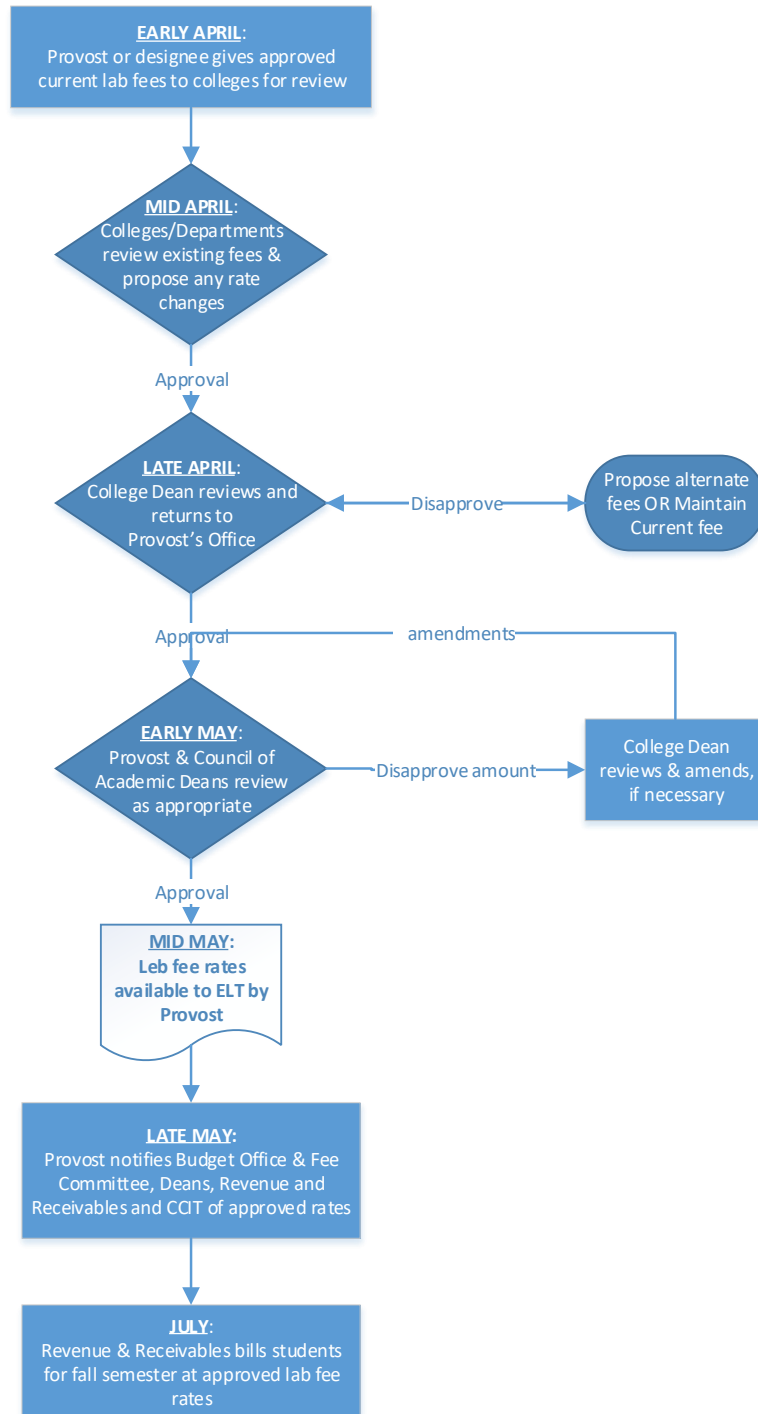 EARLY APRIL:
Provost or designee gives approved
current lab fees to colleges for review
MID APRIL:
Colleges/Departments
review existing fees &
propose any rate
changes
Approval
LATE APRIL:
College Dean reviews and
returns to
Provost's Office
Disapprove
Propose alternate
fees OR Maintain
Current fee
Approval
amendments
EARLY MAY:
Provost & Council of
Academic Deans review
as appropriate
Disapprove amount
College Dean
reviews & amends,
if necessary
Approval
MID MAY:
Leb fee rates
available to ELT by
Provost
LATE MAY:
Provost notifies Budget Office & Fee
Committee, Deans, Revenue and
Receivables and CCIT of approved rates
JULY:
Revenue & Receivables bills students
for fall semester at approved lab fee
rates